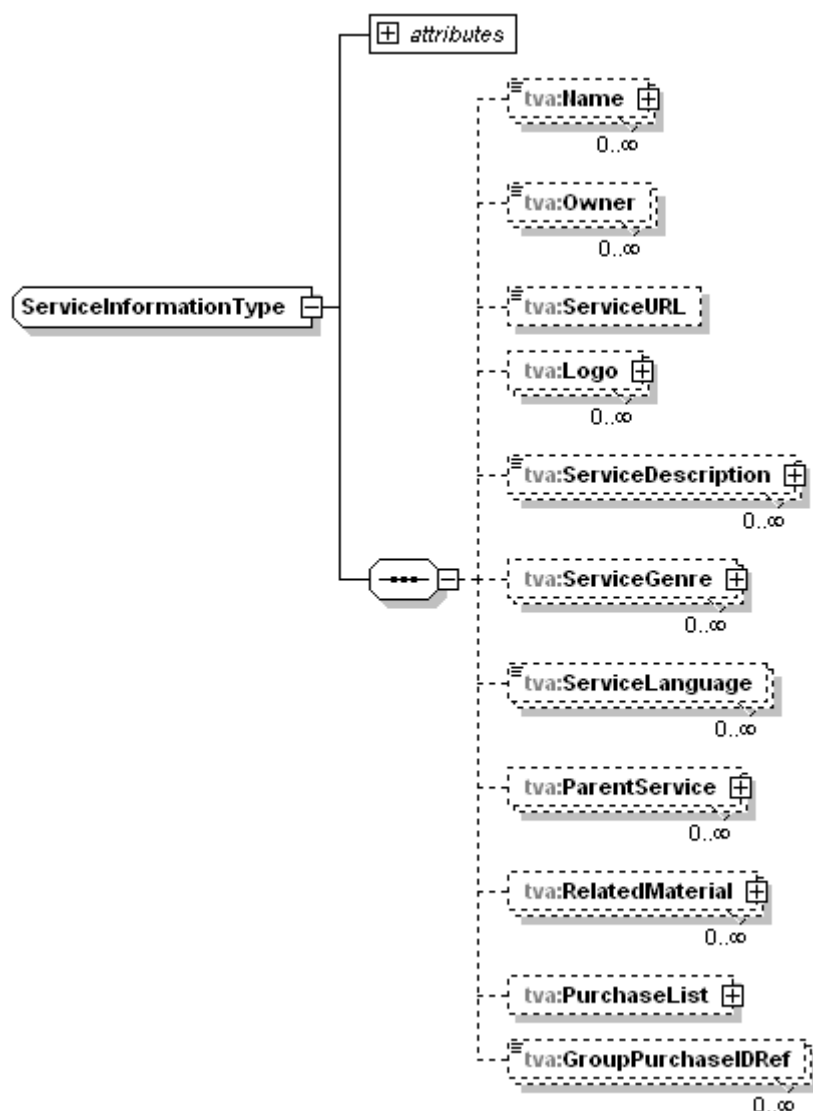 attributes
tva:Name
0..∞
tva:Owner
0..∞
ServiceInformationType
tva:ServiceURL
tva:Logo
0..∞
tva:ServiceDescription
0..∞
tva:ServiceGenre
0..∞
tva:ServiceLanguage
0..∞
tva:ParentService
0..∞
tva:RelatedMaterial
0..∞
tva:PurchaseList
tva:GroupPurchaseIDRef
0..∞